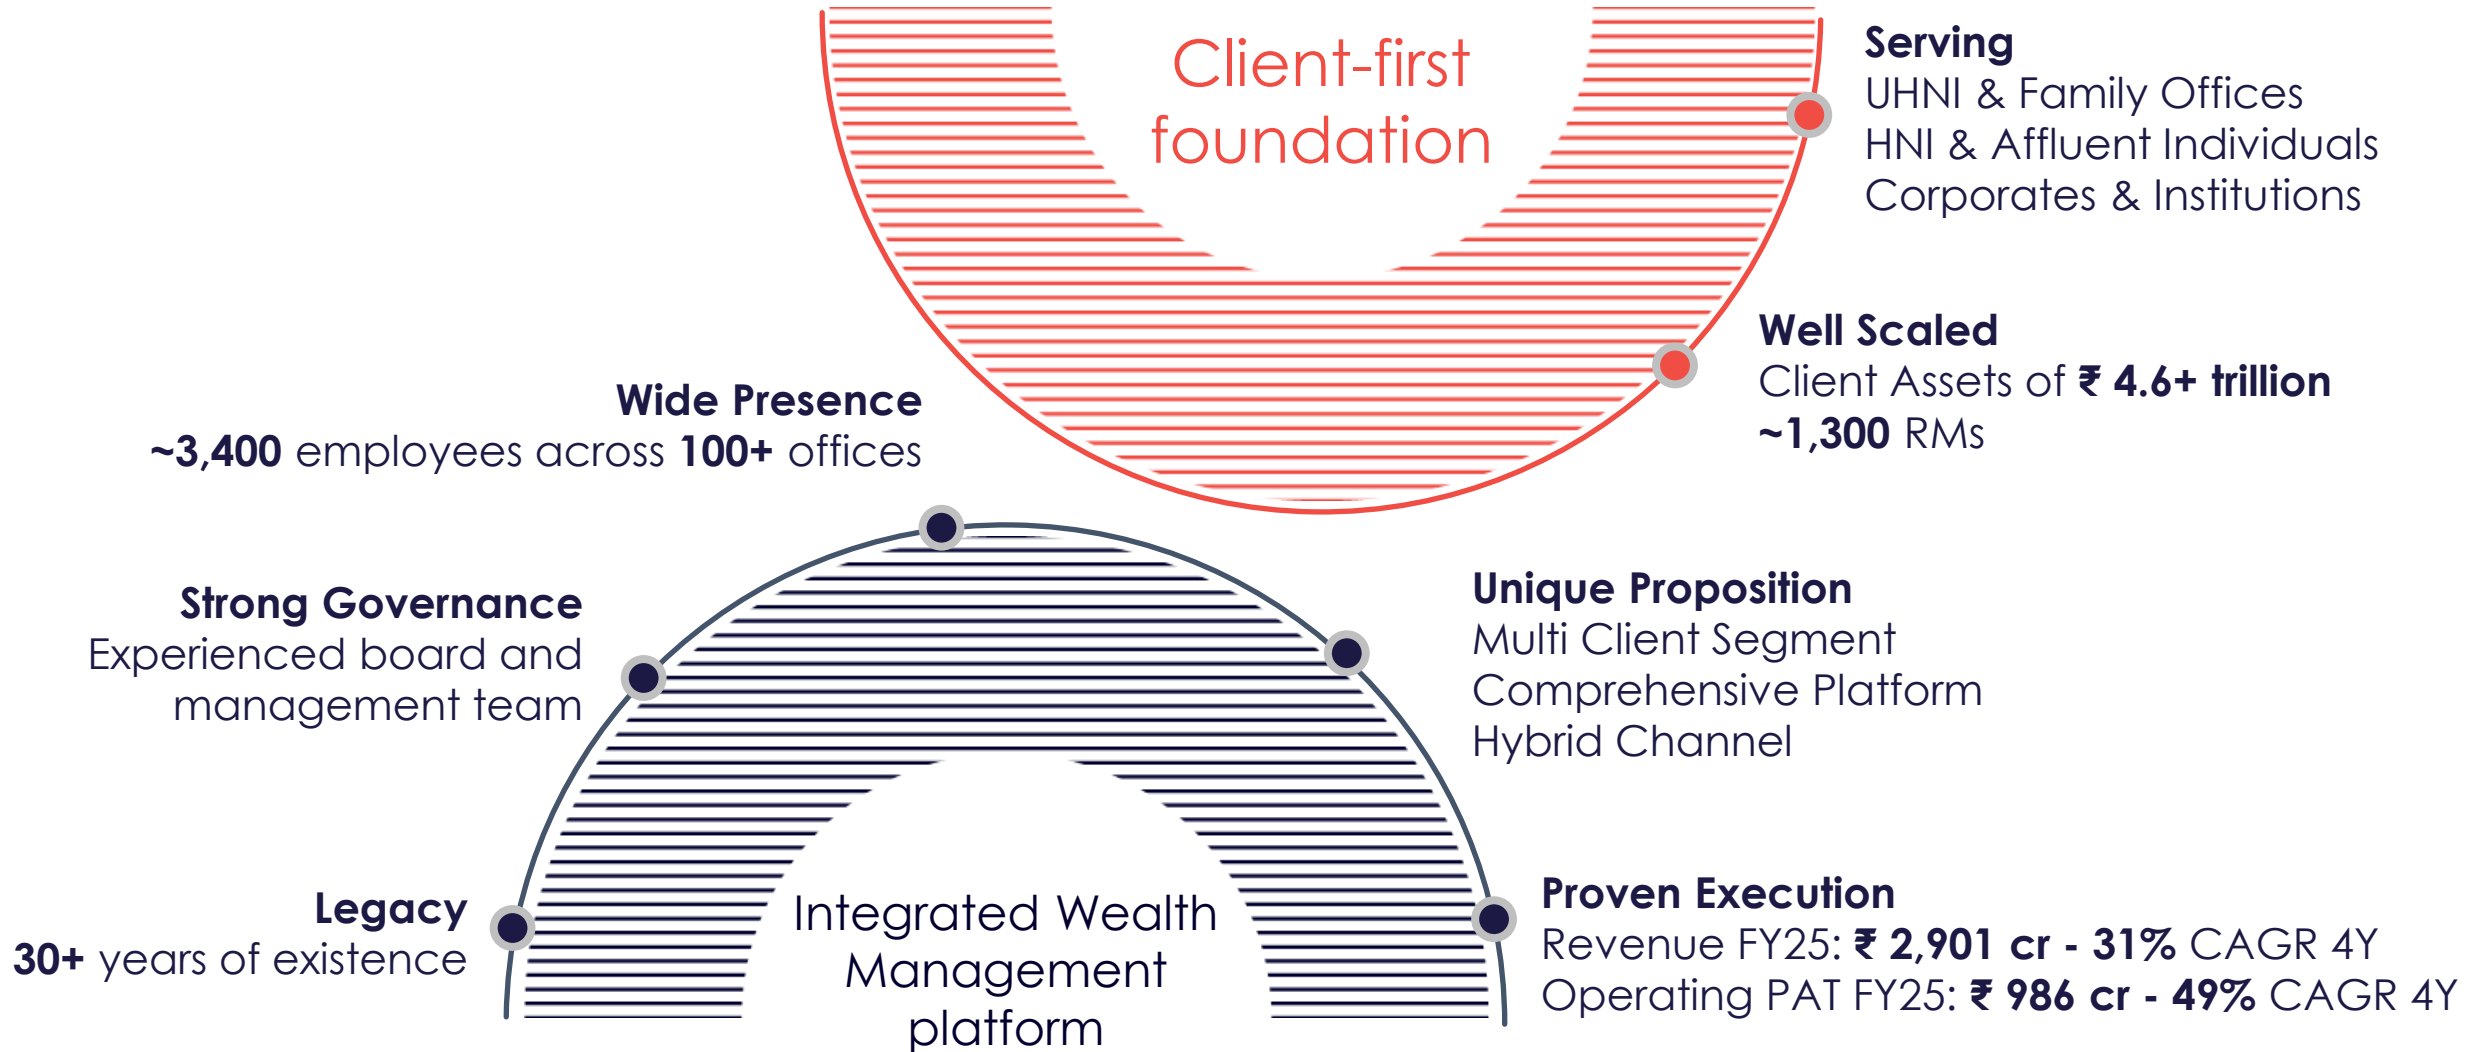 Client-first
foundation
Serving
UHNI & Family Offices
HNI & Affluent Individuals
Corporates & Institutions
Well Scaled
Client Assets of ₹ 4.6+ trillion
~1,300 RMs
Wide Presence
~3,400 employees across 100+ offices
Strong Governance
Experienced board and
management team
Legacy
30+ years of existence
Integrated Wealth
Management
platform
Unique Proposition
Multi Client Segment
Comprehensive Platform
Hybrid Channel
Proven Execution
Revenue FY25: ₹ 2,901 cr - 31% CAGR 4Y
Operating PAT FY25: ₹ 986 cr - 49% CAGR 4Y